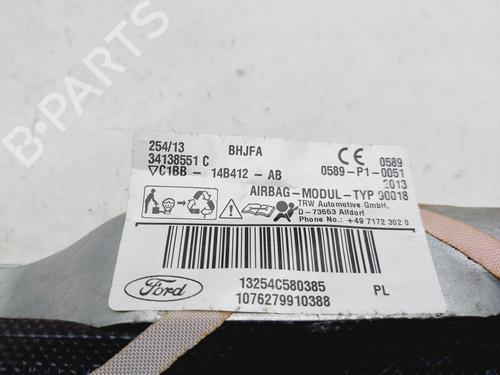 254/13 BHJFA
34138551 C CE 0589
▽C1BB - 14B412 - AB 0589-P1-0051
2013
AIRBAG-MODUL-TYP 90018
TRW Automotive GmbH,
D-73553 Alfdorf
Phone No.: +49 7172 302 0
Ford
13254C580385 PL
1076279910388
B-PARTS